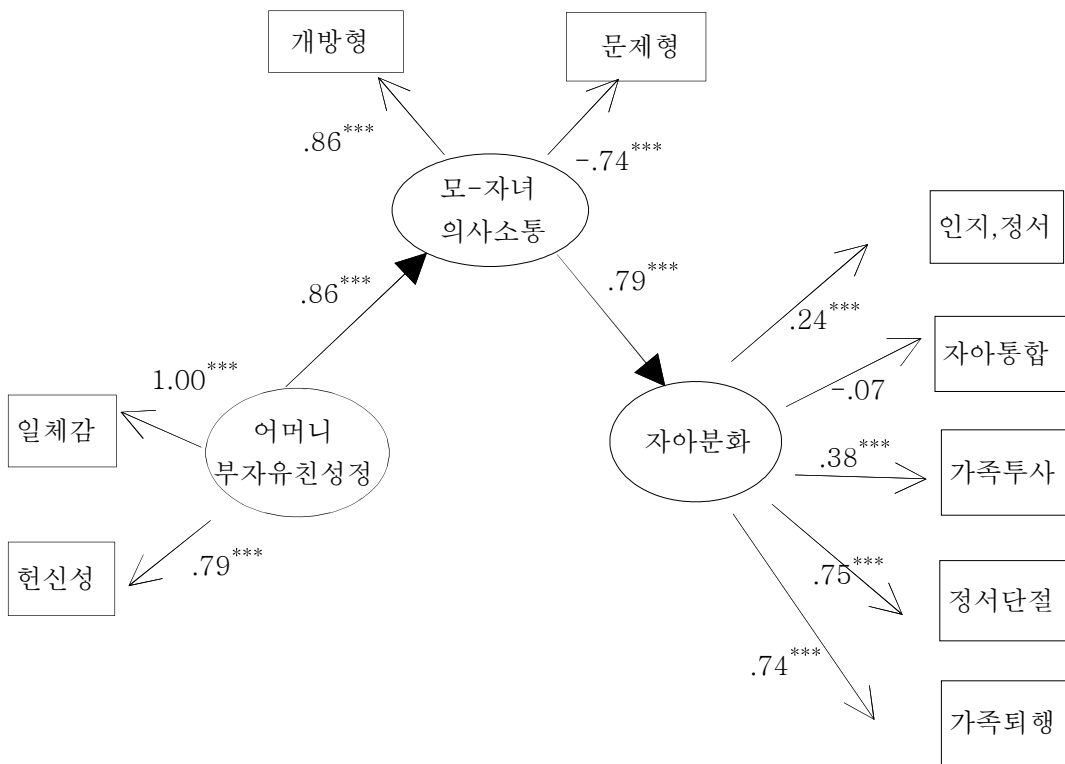 개방형
문제형
.86***
-.74***
모-자녀
의사소통
인지,정서
.86***
.79***
.24***
자아통합
1.00***
-.07
일체감
어머니
부자유친성정
자아분화
.38***
가족투사
헌신성
.79***
.75***
정서단절
.74***
가족퇴행